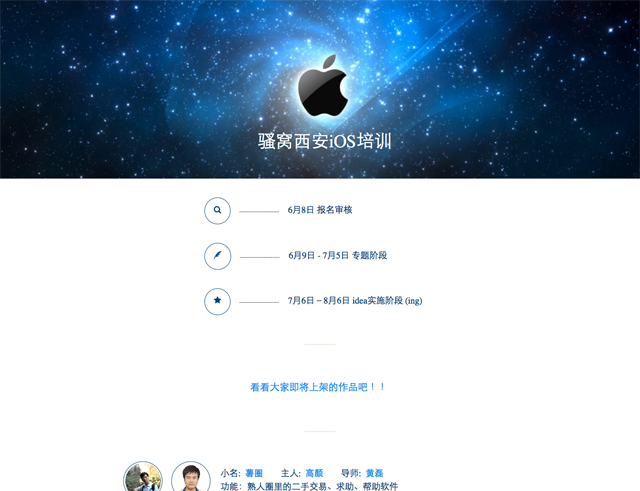 骚窝西安iOS培训
6月8日 报名审核
6月9日 - 7月5日 专题阶段
7月6日 – 8月6日 idea实施阶段 (ing)
看看大家即将上架的作品吧！！
小名: 薯圈 主人: 高颜 导师: 黄磊
功能: 熟人圈里的二手交易、求助、帮助软件